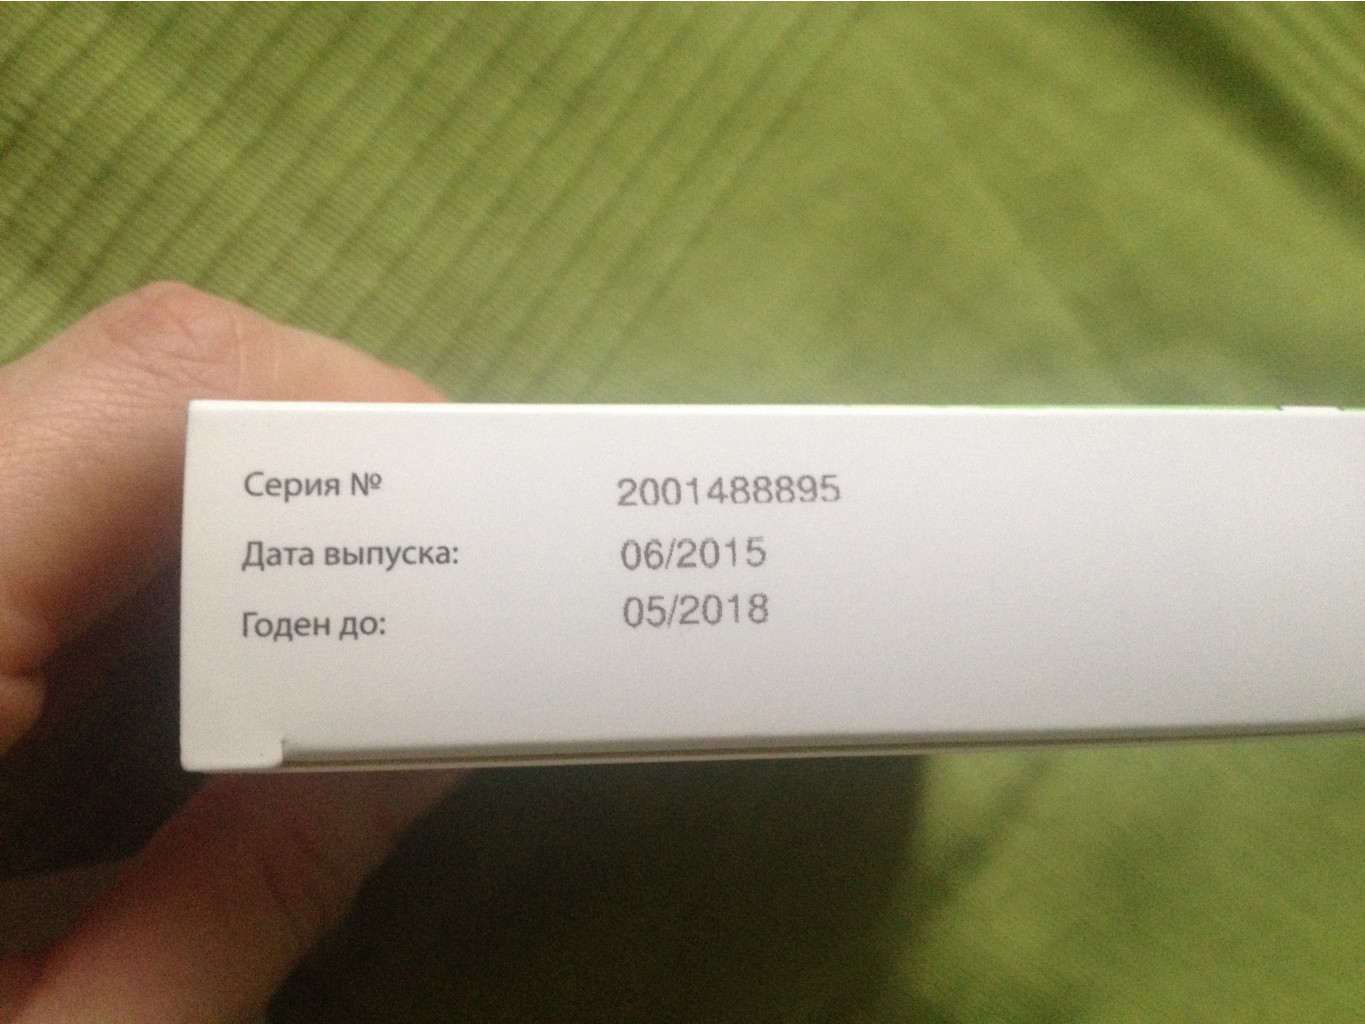 Серия № 2001488895
Дата выпуска: 06/2015
Годен до: 05/2018